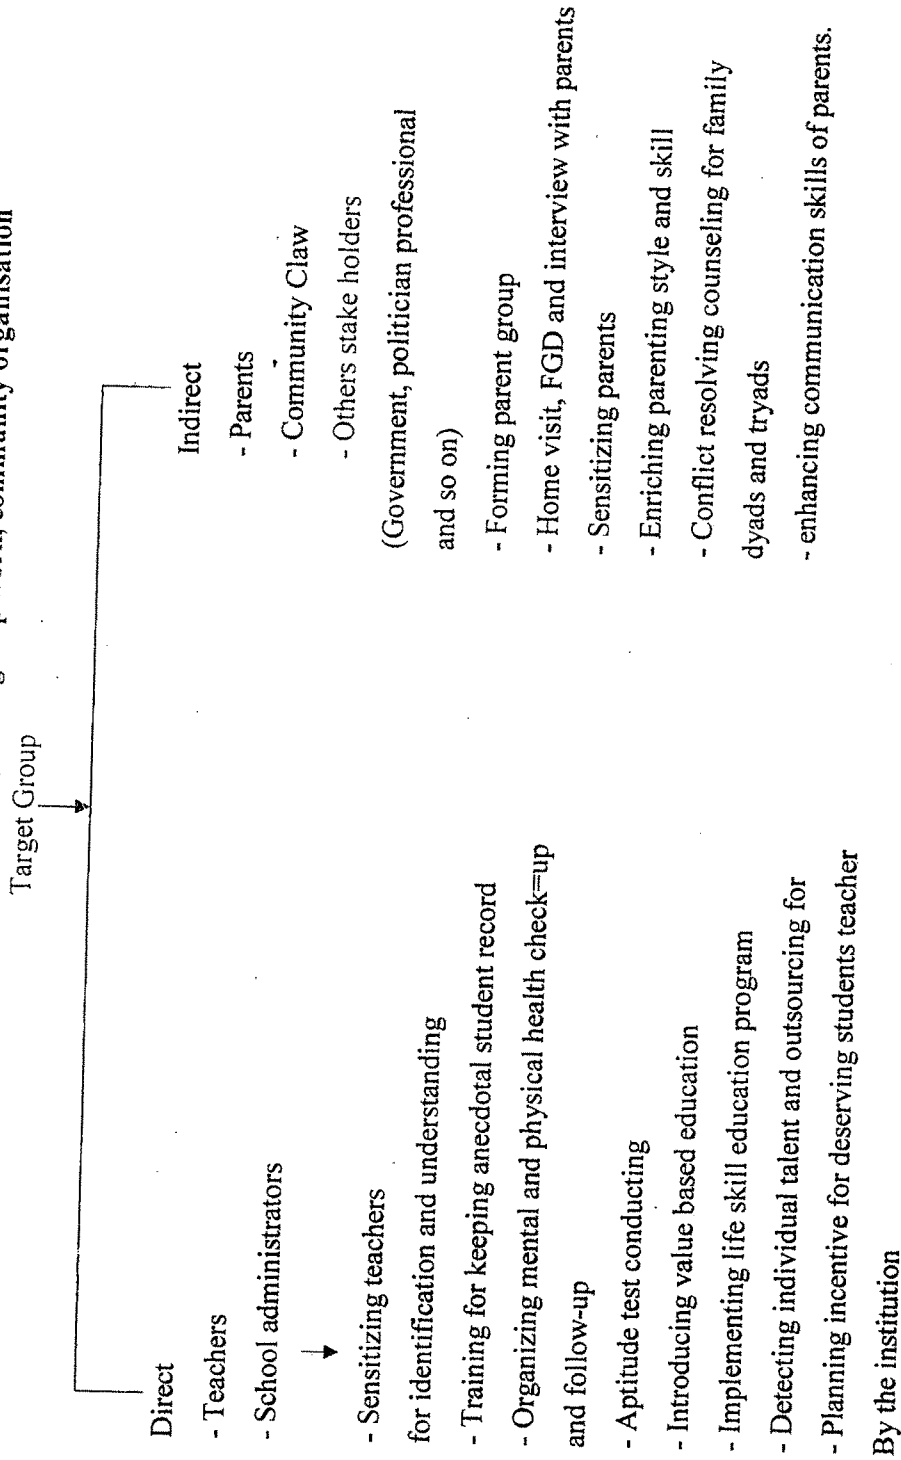 community organisation
Target Group
Direct
- Teachers
- School administrators
- Sensitizing teachers
for identification and understanding
- Training for keeping anecdotal student record
- Organizing mental and physical health check=up
and follow-up
- Aptitude test conducting
- Introducing value based education
- Implementing life skill education program
- Detecting individual talent and outsourcing for
- Planning incentive for deserving students teacher
By the institution
Indirect
- Parents
- Community Claw
- Others stake holders
(Government, politician professional
and so on)
- Forming parent group
- Home visit, FGD and interview with parents
- Sensitizing parents
- Enriching parenting style and skill
- Conflict resolving counseling for family
dyads and tryads
- enhancing communication skills of parents.